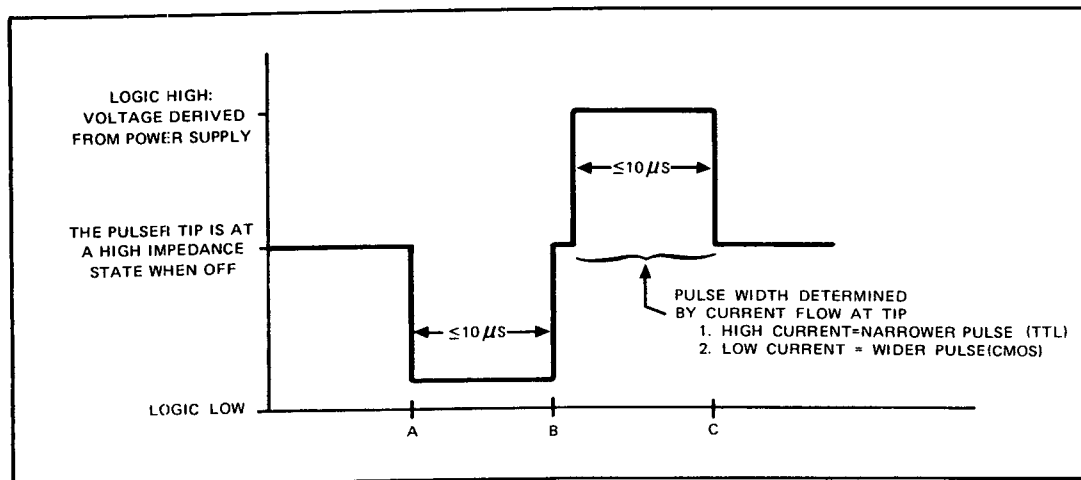 LOGIC HIGH:
VOLTAGE DERIVED
FROM POWER SUPPLY
≤10 μS
THE PULSER TIP IS AT
A HIGH IMPEDANCE
STATE WHEN OFF
≤10 μS
PULSE WIDTH DETERMINED
BY CURRENT FLOW AT TIP
1. HIGH CURRENT=NARROWER PULSE (TTL)
2. LOW CURRENT = WIDER PULSE(CMOS)
LOGIC LOW
A B C